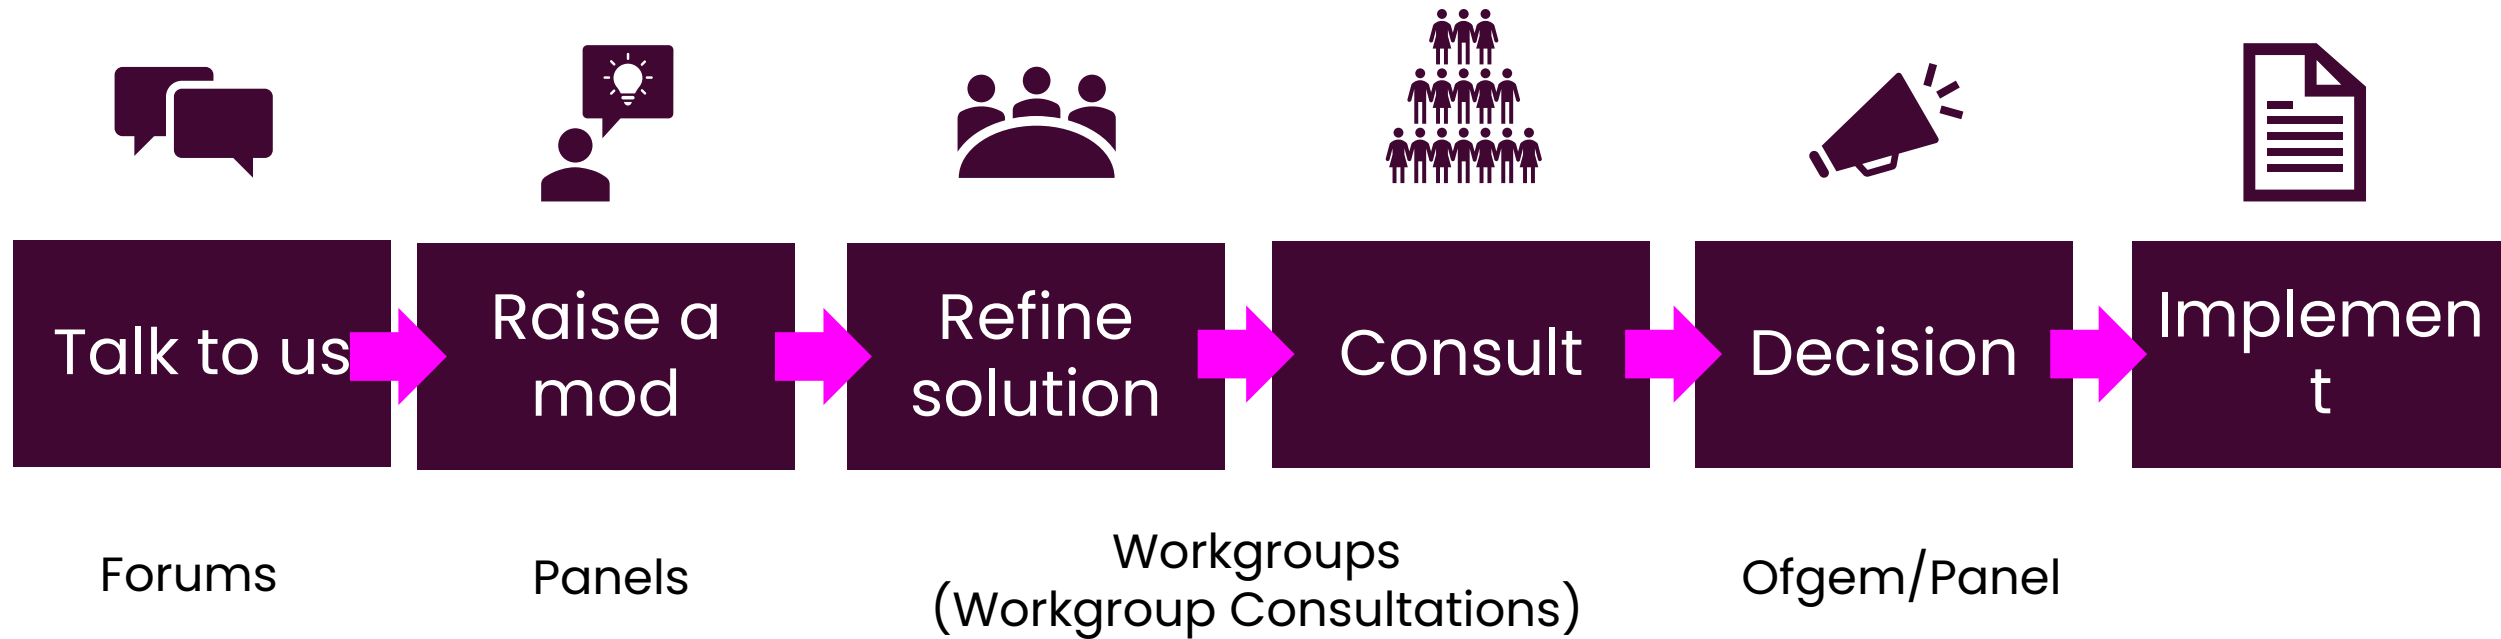 Talk to us
Raise a
mod
Refine
solution
Consult
Decision
Implemen
t
Forums
Panels
Workgroups
(Workgroup Consultations)
Ofgem/Panel